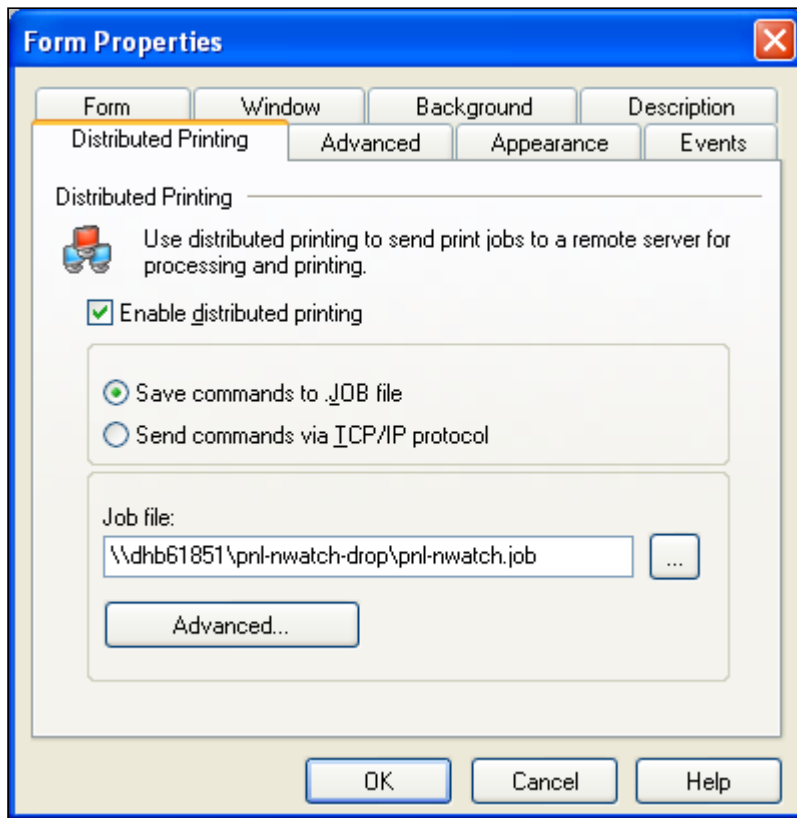 Form Properties
Form Window Background Description
Distributed Printing Advanced Appearance Events
Distributed Printing
Use distributed printing to send print jobs to a remote server for
processing and printing.
Enable distributed printing
Save commands to .JOB file
Send commands via TCP/IP protocol
Job file:
\\dhb61851\pnl-nwatch-drop\pnl-nwatch.job
...
Advanced...
OK Cancel Help